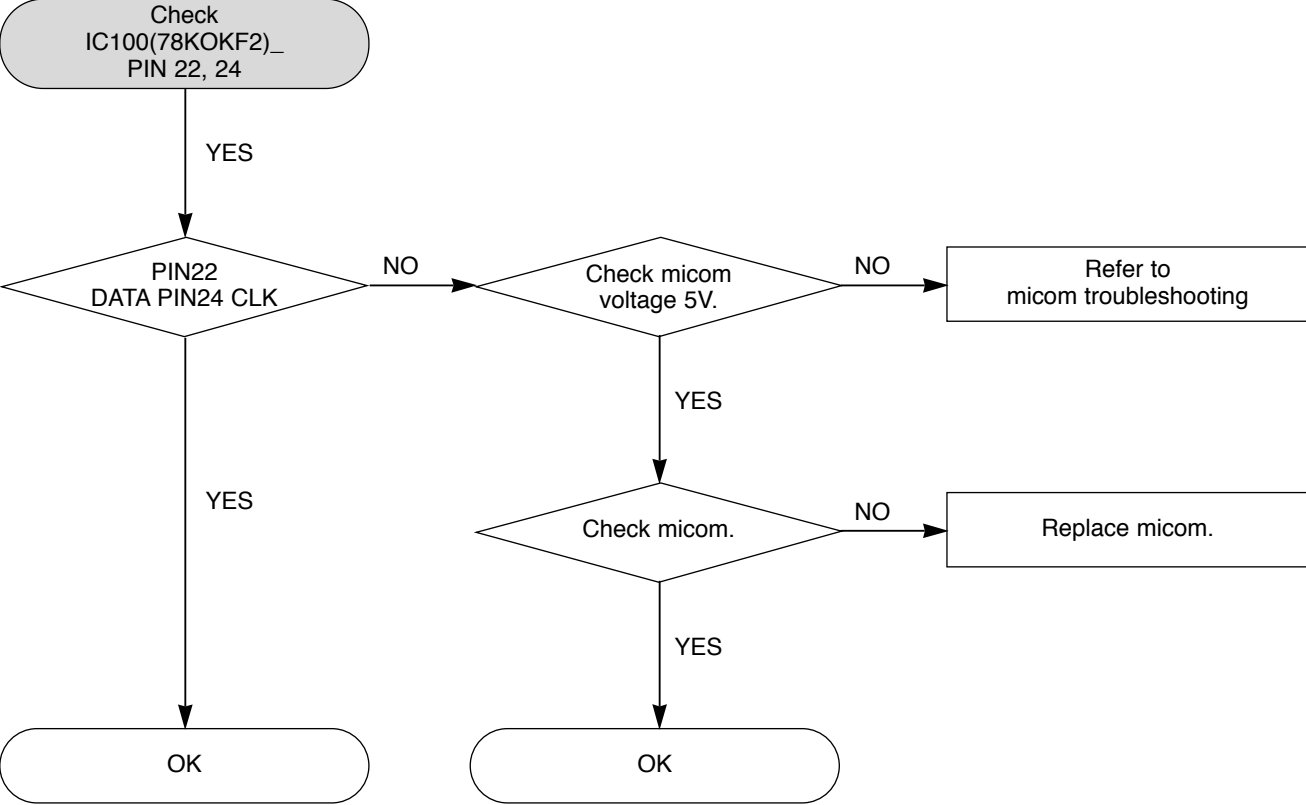 Check
IC100(78KOKF2)_
PIN 22, 24
YES
PIN22
DATA PIN24 CLK
NO
Check micom
voltage 5V.
NO
Refer to
micom troubleshooting
YES
YES
Check micom.
NO
Replace micom.
YES
OK
OK